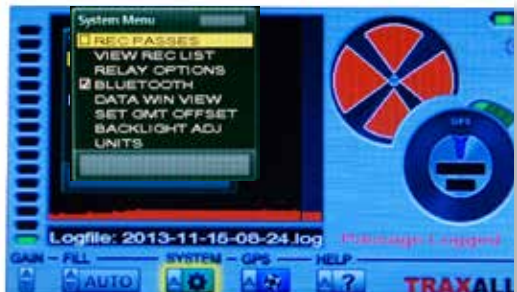 System Menu
REC PASSES
VIEW REC LIST
RELAY OPTIONS
BLUETOOTH
DATA WIN VIEW
SET GMT OFFSET
BACKLIGHT ADJ
UNITS
GPS
Logfile: 2013-11-15-08-24.log
Passage Logged
GAIN FILL SYSTEM GPS HELP
AUTO ?
TRAXALL